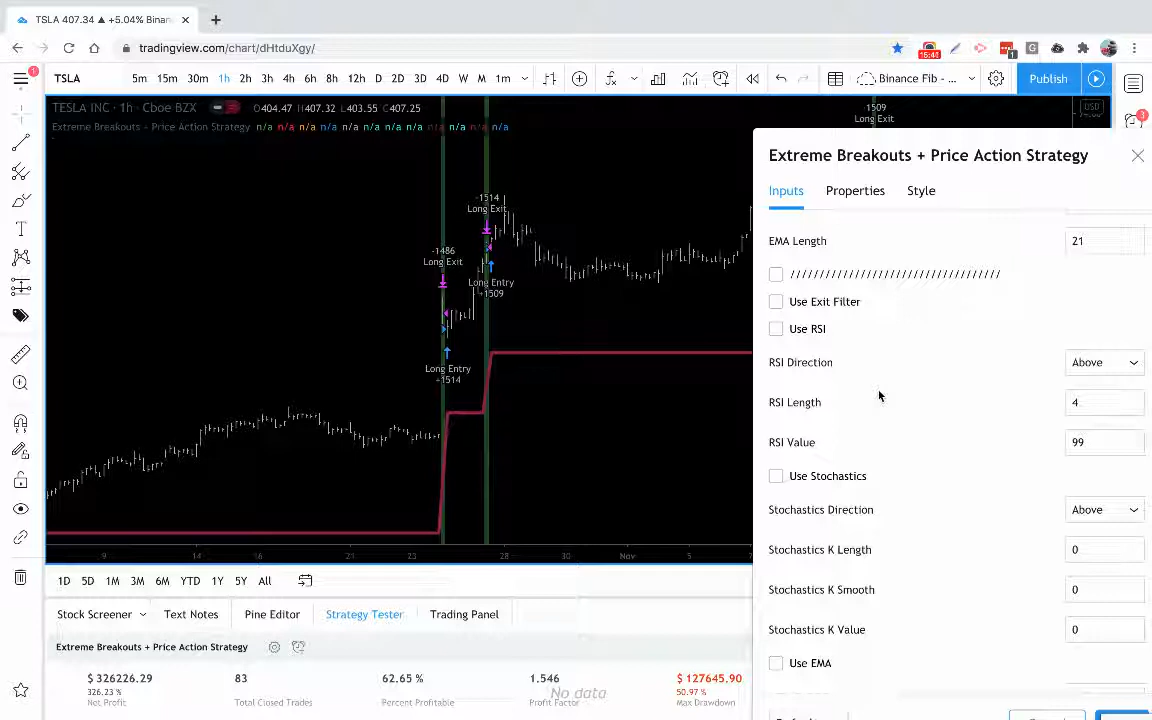 TSLA 407.34 ▲ +5.04% Binan
tradingview.com/chart/dHtduXgy/
15:44
1
1
TSLA
5m 15m 30m 1h 2h 3h 4h 6h 8h 12h D 2D 3D 4D W M 1m
Binance Fib - ...
Publish
TESLA INC · 1h · Cboe BZX
O404.47 H407.32 L403.55 C407.25
Extreme Breakouts + Price Action Strategy n/a n/a n/a n/a n/a n/a n/a n/a n/a n/a n/a n/a
-1509
Long Exit
USD
3
-1514
Long Exit
-1486
Long Exit
Long Entry
+1509
Long Entry
+1514
9 14 16 21 23 28 30 Nov 5
1D 5D 1M 3M 6M YTD 1Y 5Y All
Stock Screener Text Notes Pine Editor Strategy Tester Trading Panel
Extreme Breakouts + Price Action Strategy
$ 326226.29 83 62.65 % 1.546 $ 127645.90
326.23 % 50.97 %
Net Profit Total Closed Trades Percent Profitable Profit Factor Max Drawdown
No data
Extreme Breakouts + Price Action Strategy
Inputs Properties Style
EMA Length 21
///////////////////////////////////
Use Exit Filter
Use RSI
RSI Direction Above
RSI Length 4
RSI Value 99
Use Stochastics
Stochastics Direction Above
Stochastics K Length 0
Stochastics K Smooth 0
Stochastics K Value 0
Use EMA